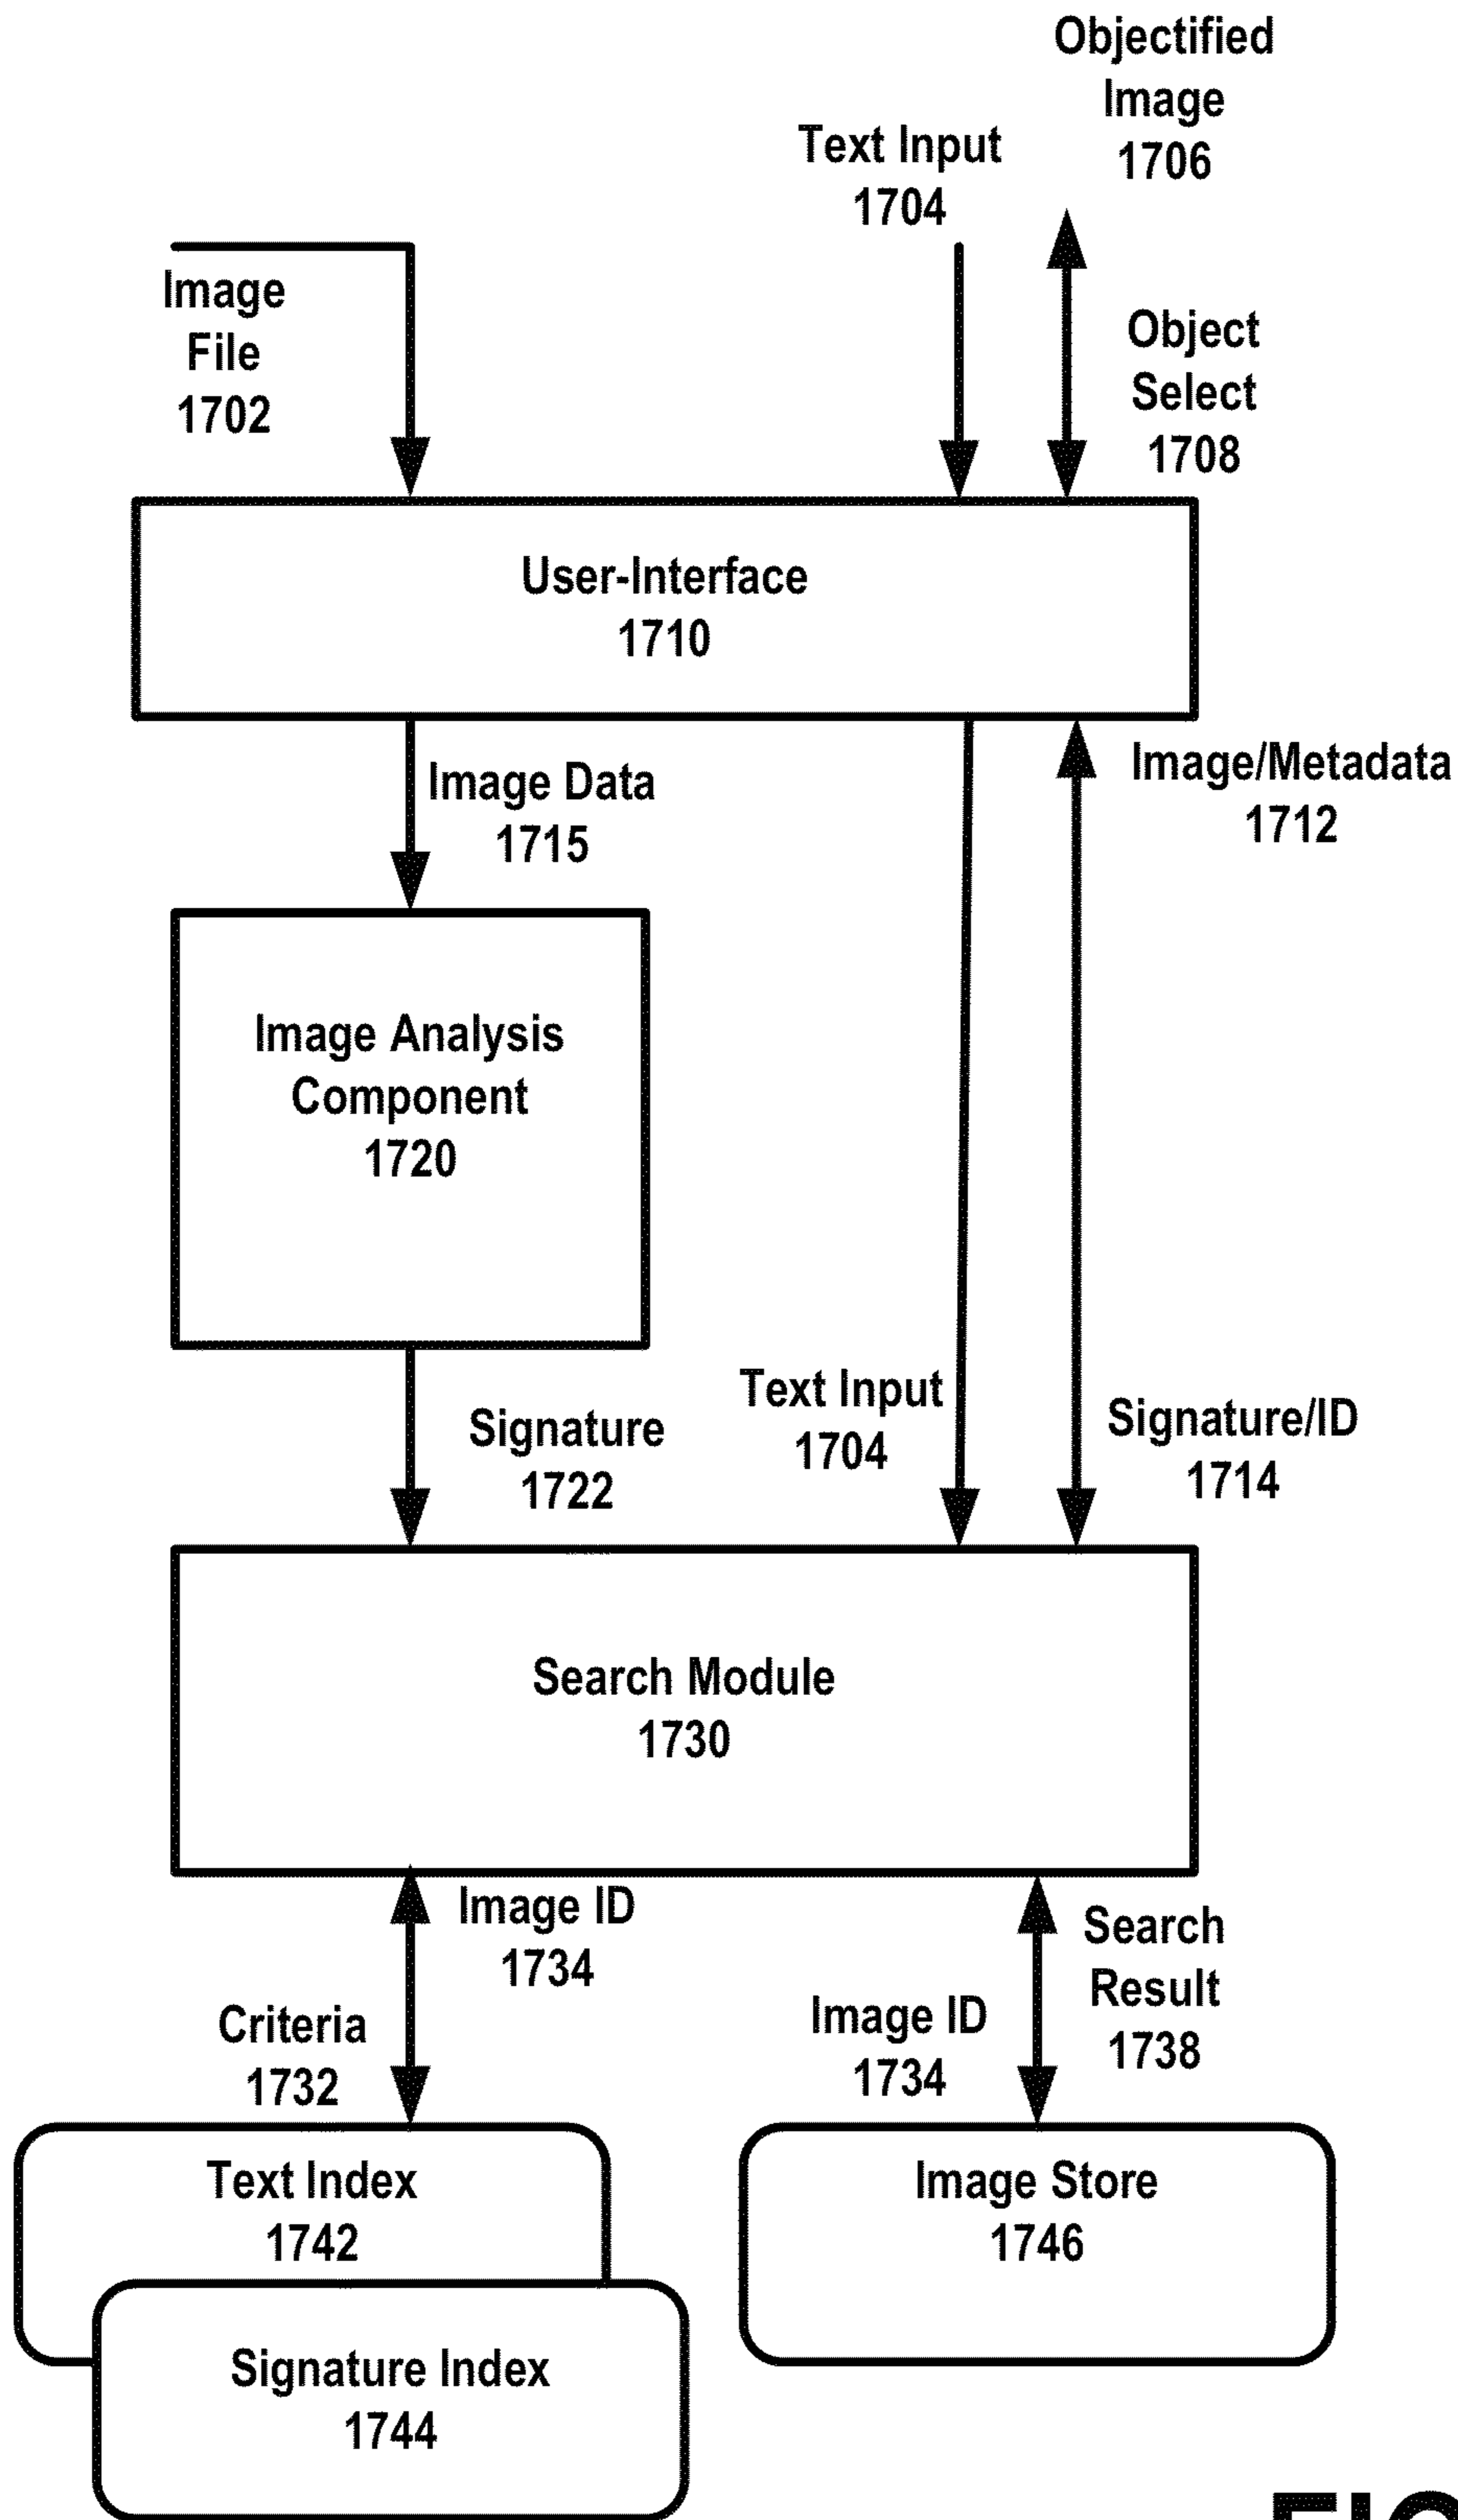 Objectified
Image
1706
Text Input
1704
Image
File
1702
Object
Select
1708
User-Interface
1710
Image/Metadata
1712
Image Data
1715
Image Analysis
Component
1720
Text Input
1704
Signature/ID
1714
Signature
1722
Search Module
1730
Image ID
1734
Search
Result
1738
Criteria
1732
Image ID
1734
Text Index
1742
Image Store
1746
Signature Index
1744